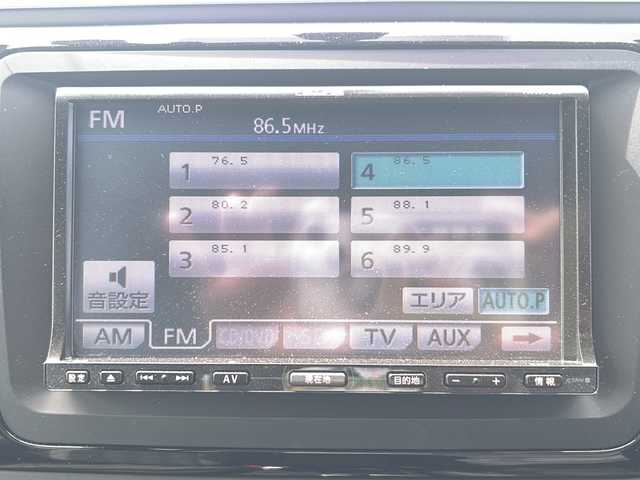 FM
AUTO.P
86.5MHz
1 76.5
4 86.5
2 80.2
5 88.1
3 85.1
6 89.9
音設定
エリア
AUTO.P
AM
FM
CD/DVD
TV
AUX
設定
AV
現在地
目的地
- +
情報